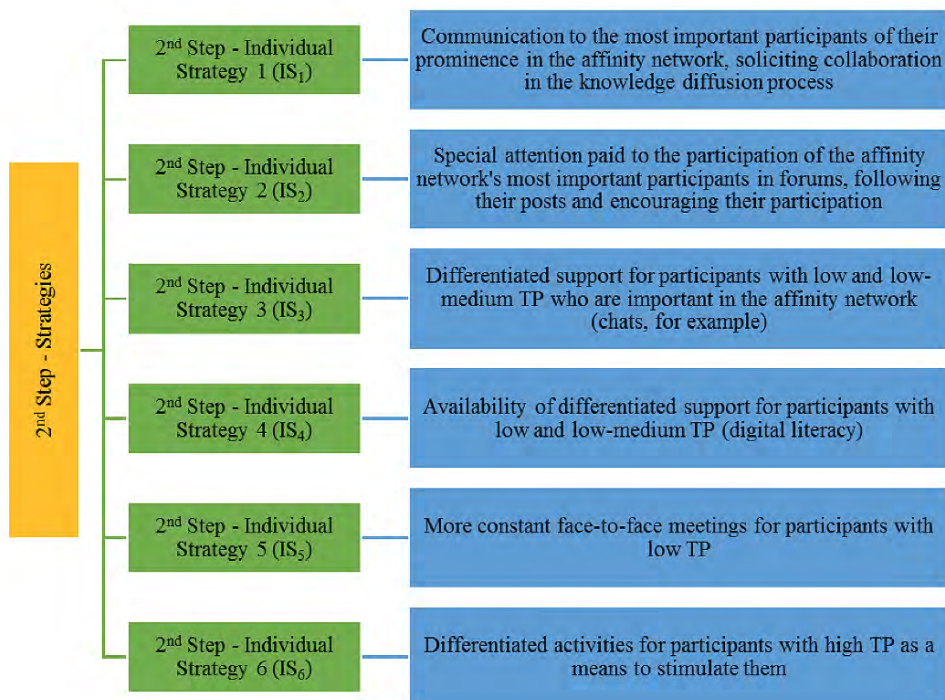 2nd Step - Strategies
2nd Step - Individual
Strategy 1 (IS1)
Communication to the most important participants of their
prominence in the affinity network, soliciting collaboration
in the knowledge diffusion process
2nd Step - Individual
Strategy 2 (IS2)
Special attention paid to the participation of the affinity
network's most important participants in forums, following
their posts and encouraging their participation
2nd Step - Individual
Strategy 3 (IS3)
Differentiated support for participants with low and low-
medium TP who are important in the affinity network
(chats, for example)
2nd Step - Individual
Strategy 4 (IS4)
Availability of differentiated support for participants with
low and low-medium TP (digital literacy)
2nd Step - Individual
Strategy 5 (IS5)
More constant face-to-face meetings for participants with
low TP
2nd Step - Individual
Strategy 6 (IS6)
Differentiated activities for participants with high TP as a
means to stimulate them